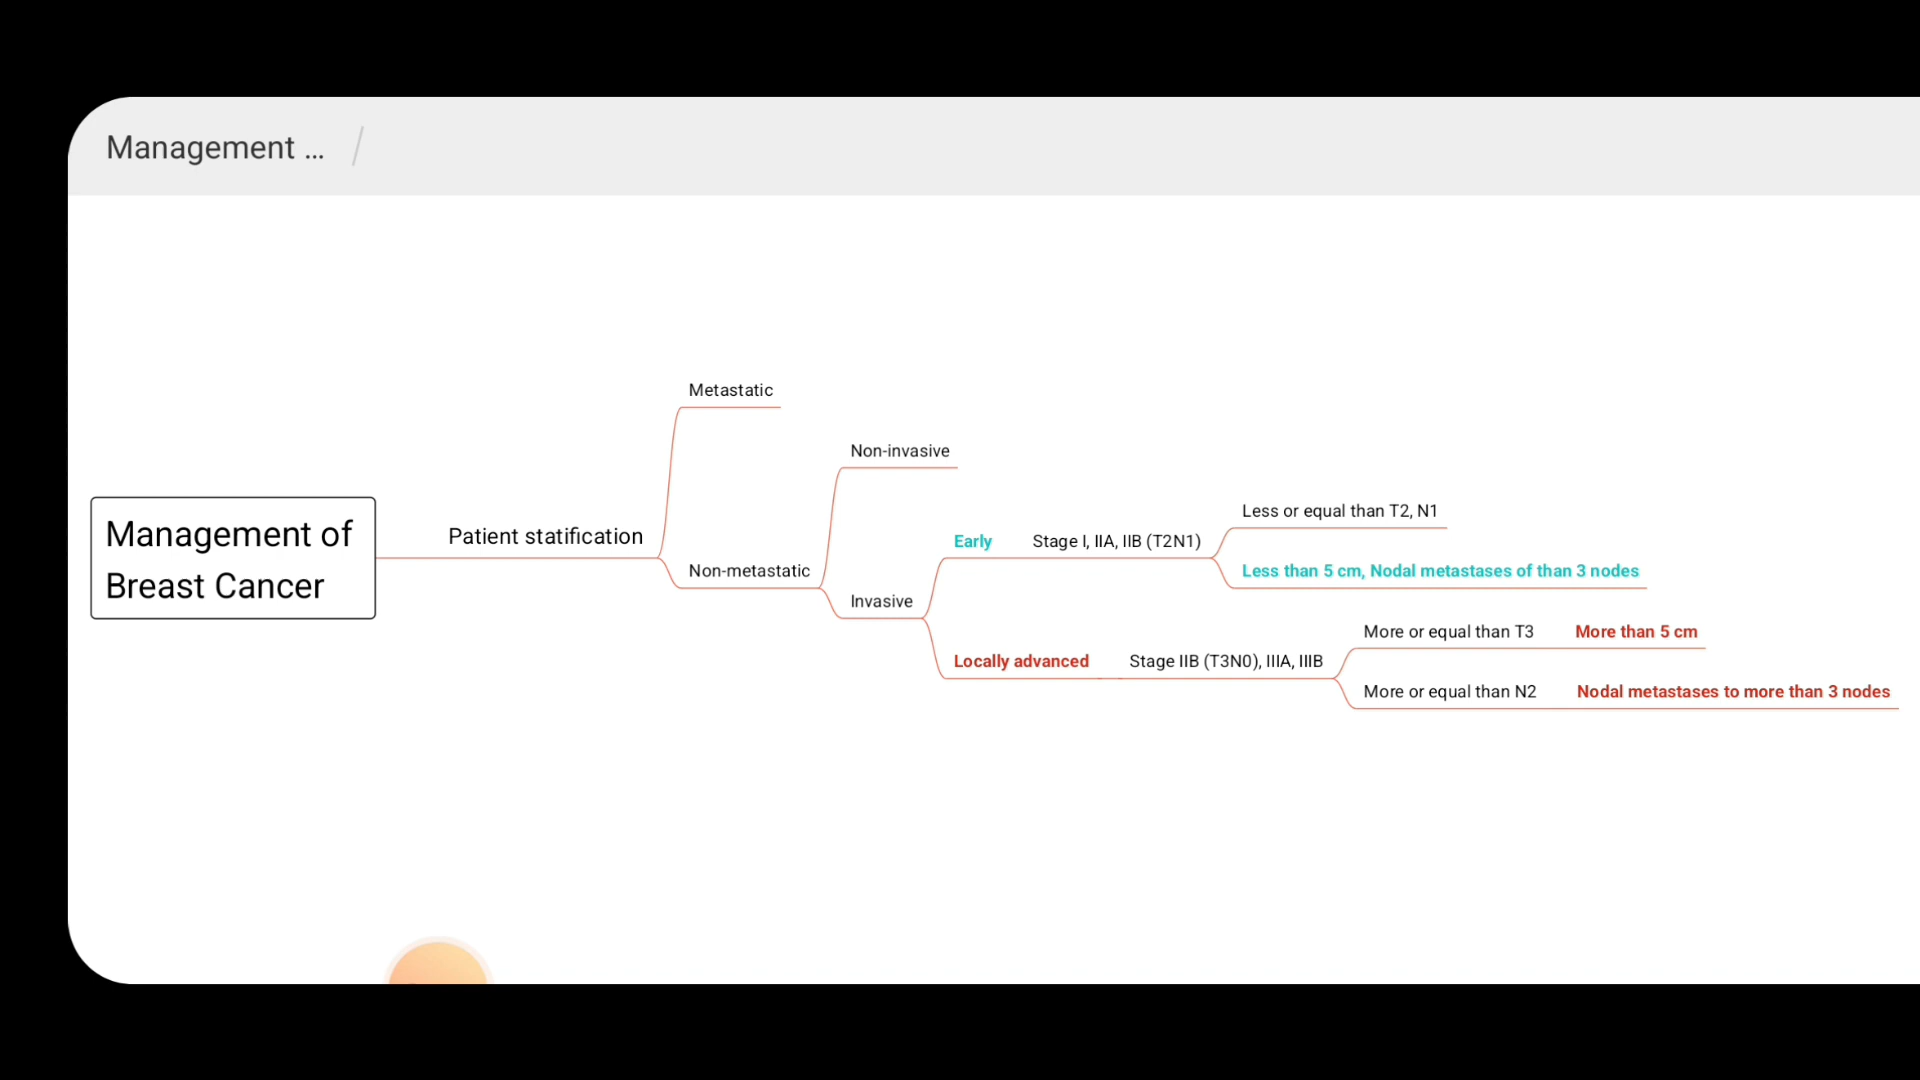 Management ...
Management of
Breast Cancer
Patient statification
Metastatic
Non-metastatic
Non-invasive
Invasive
Early
Stage I, IIA, IIB (T2N1)
Less or equal than T2, N1
Less than 5 cm, Nodal metastases of than 3 nodes
Locally advanced
Stage IIB (T3N0), IIIA, IIIB
More or equal than T3
More than 5 cm
More or equal than N2
Nodal metastases to more than 3 nodes